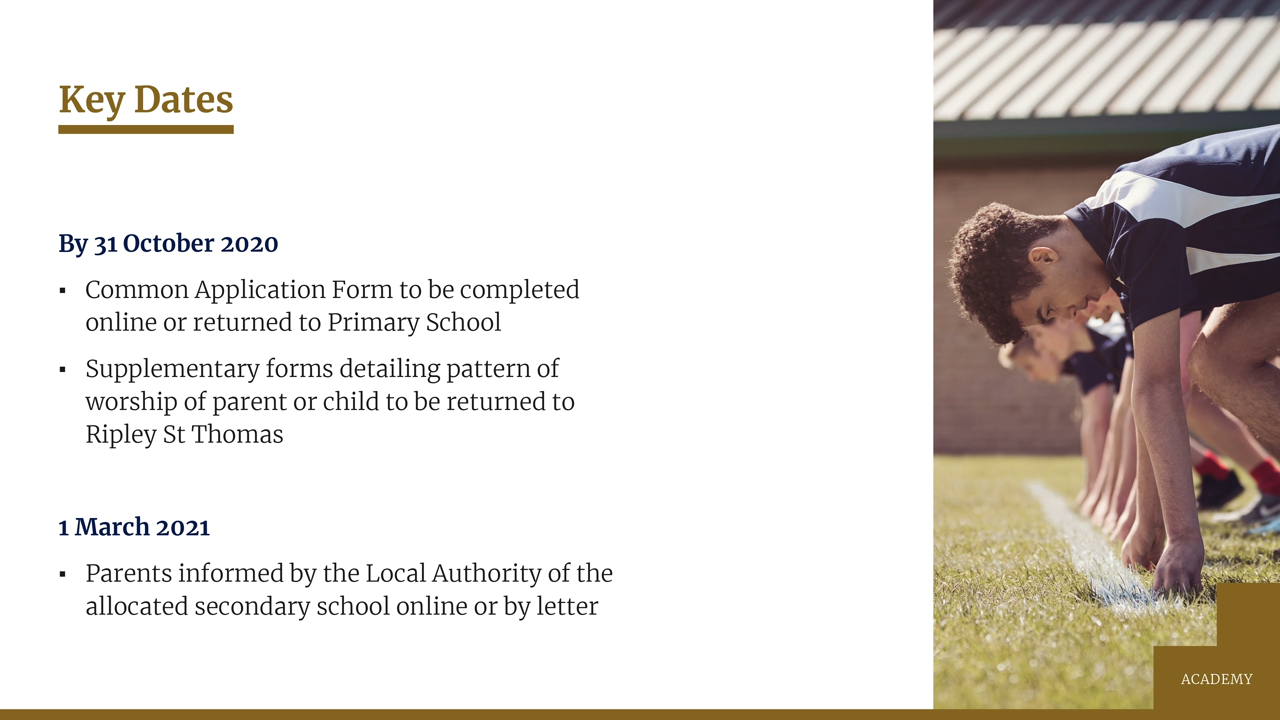 Key Dates
By 31 October 2020
▪ Common Application Form to be completed
online or returned to Primary School
▪ Supplementary forms detailing pattern of
worship of parent or child to be returned to
Ripley St Thomas
1 March 2021
▪ Parents informed by the Local Authority of the
allocated secondary school online or by letter
ACADEMY